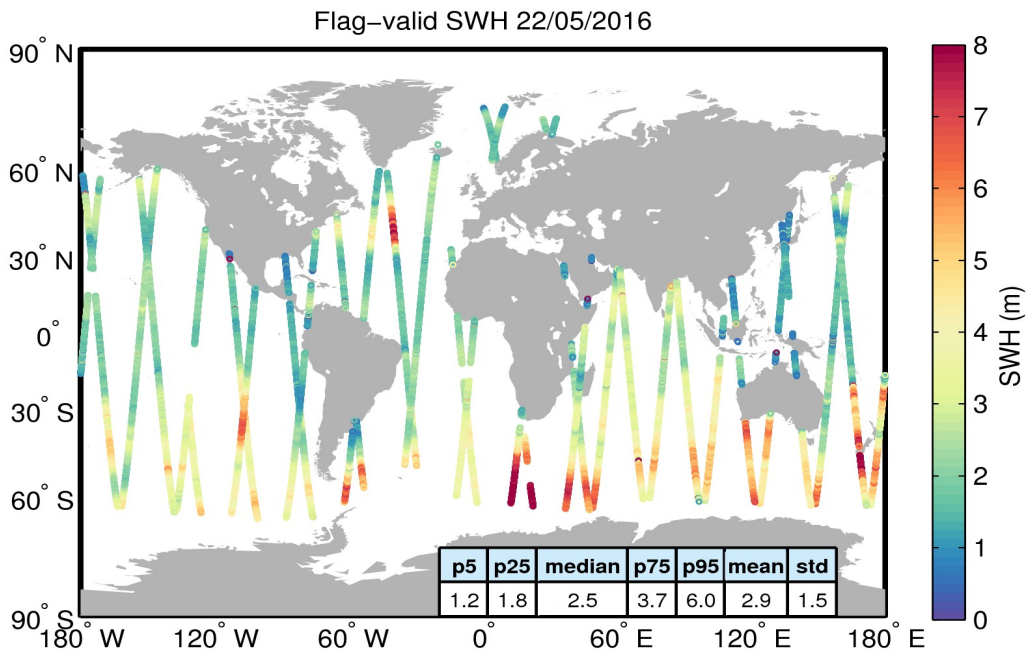 Flag−valid SWH 22/05/2016
90° N
60° N
30° N
0°
30° S
60° S
90° S
180° W
120° W
60° W
0°
60° E
120° E
180° E
p5 p25 median p75 p95 mean std
1.2 1.8 2.5 3.7 6.0 2.9 1.5
8
7
6
5
4
3
2
1
0
SWH (m)